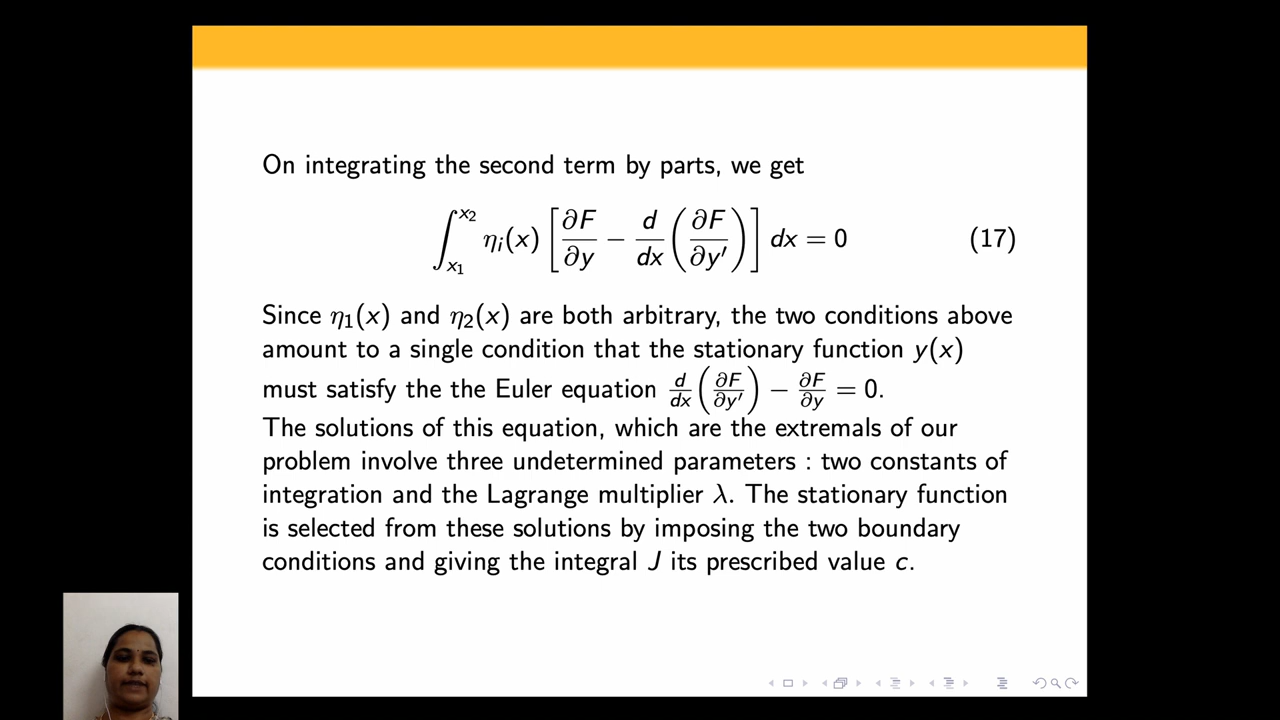 On integrating the second term by parts, we get
∫_{x₁}^{x₂} η_i(x) [∂F/∂y − d/dx (∂F/∂y′)] dx = 0 (17)
Since η₁(x) and η₂(x) are both arbitrary, the two conditions above
amount to a single condition that the stationary function y(x)
must satisfy the the Euler equation d/dx (∂F/∂y′) − ∂F/∂y = 0.
The solutions of this equation, which are the extremals of our
problem involve three undetermined parameters : two constants of
integration and the Lagrange multiplier λ. The stationary function
is selected from these solutions by imposing the two boundary
conditions and giving the integral J its prescribed value c.